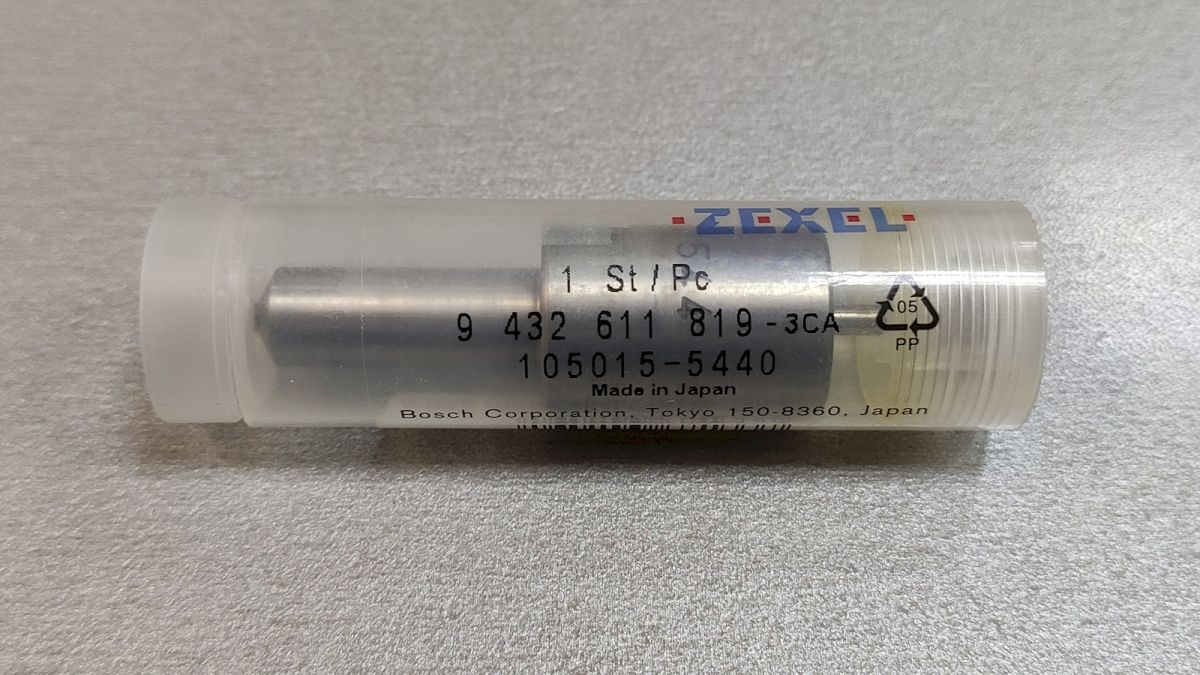 ZEXEL
1 St / Pc
9 432 611 819 -3CA
105015-5440
Made in Japan
Bosch Corporation, Tokyo 150-8360, Japan
05
PP